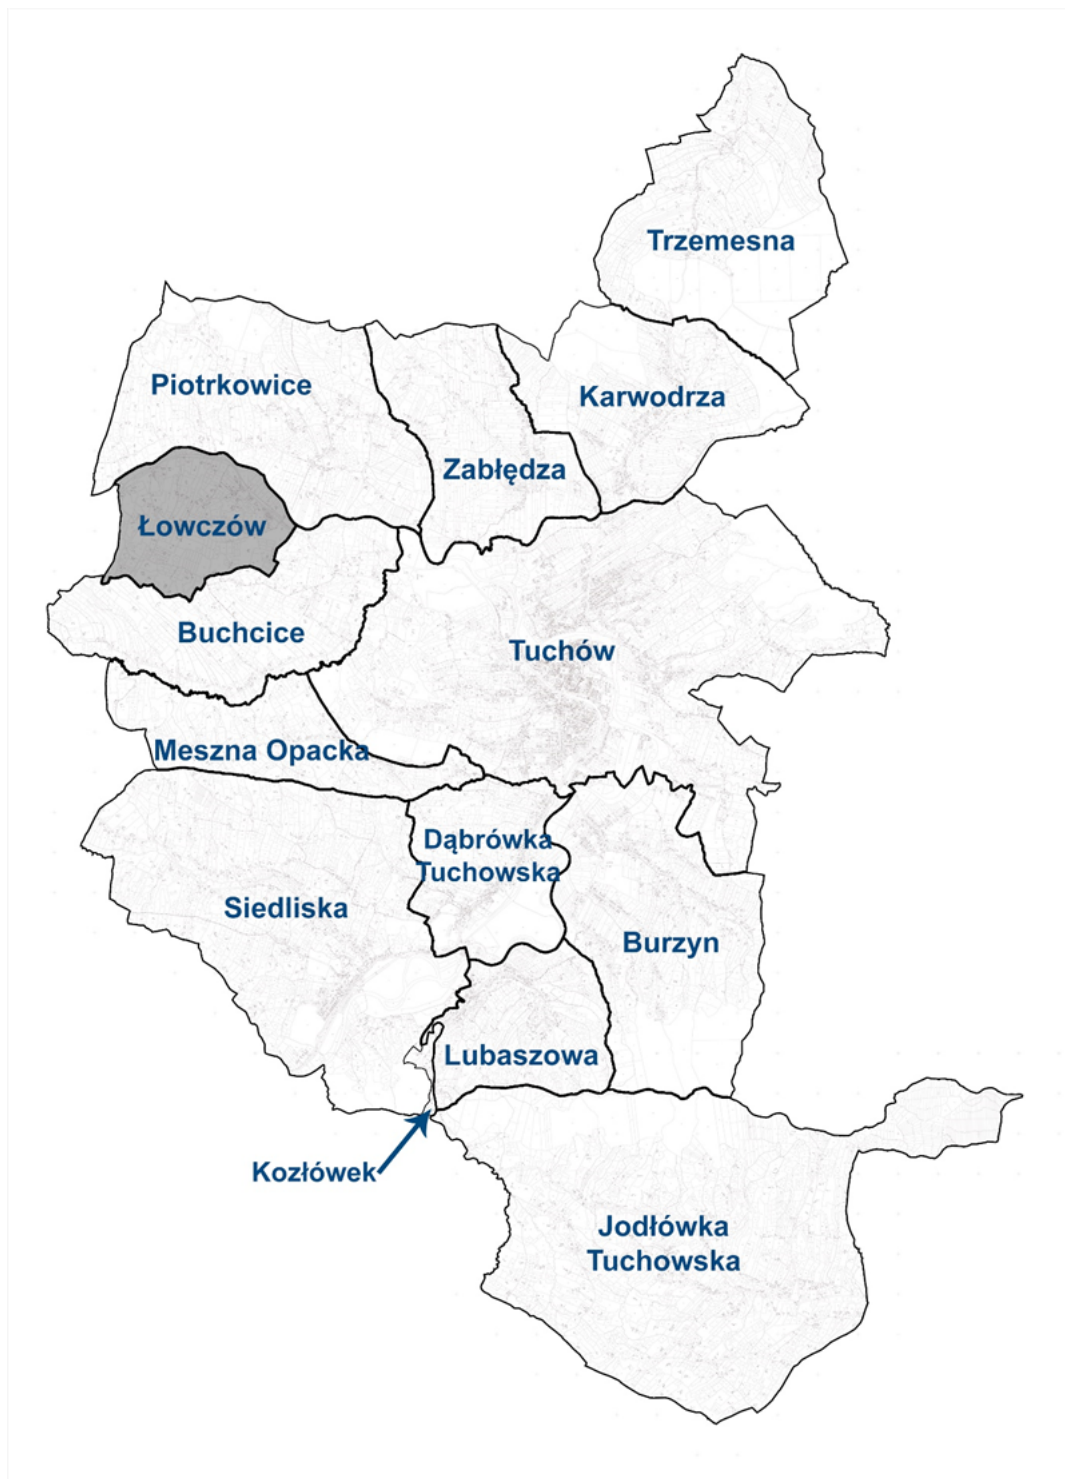 Trzemesna
Piotrkowice
Karwodrza
Zabłędza
Łowczów
Buchcice
Tuchów
Meszna Opacka
Dąbrówka
Tuchowska
Siedliska
Burzyn
Lubaszowa
Kozłówek
Jodłówka
Tuchowska